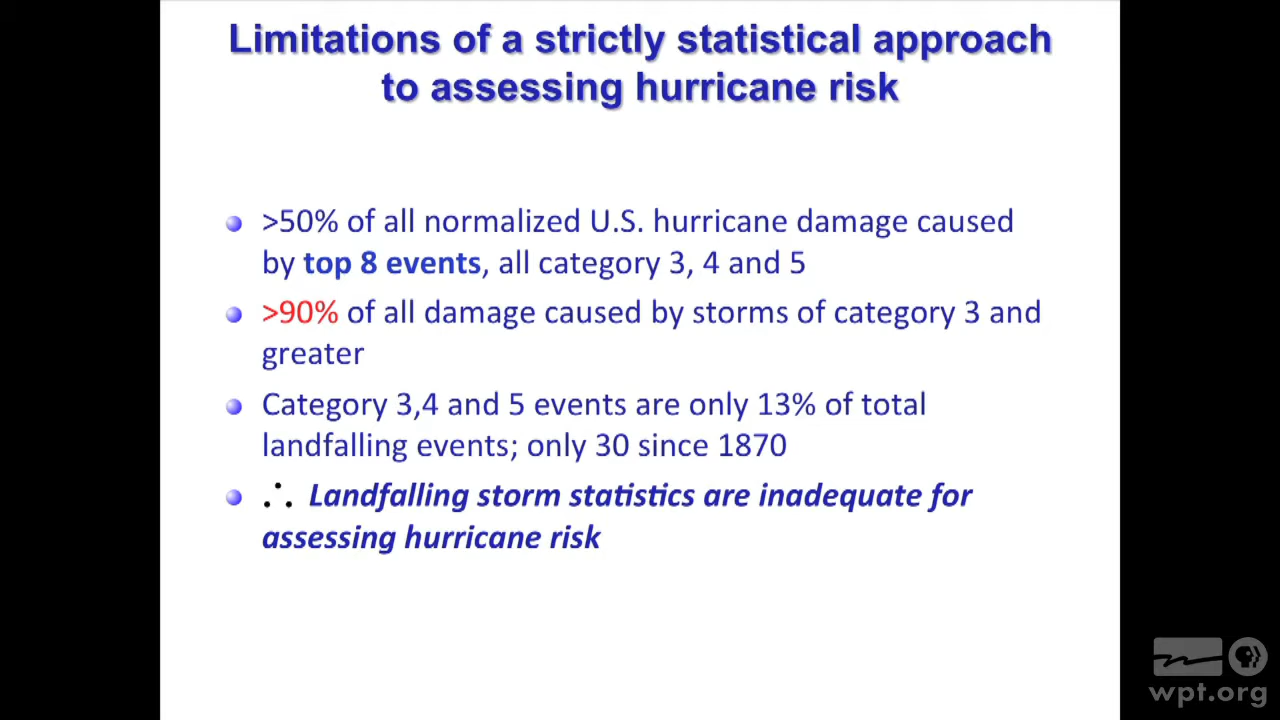 Limitations of a strictly statistical approach
to assessing hurricane risk
>50% of all normalized U.S. hurricane damage caused
by top 8 events, all category 3, 4 and 5
>90% of all damage caused by storms of category 3 and
greater
Category 3,4 and 5 events are only 13% of total
landfalling events; only 30 since 1870
∴ Landfalling storm statistics are inadequate for
assessing hurricane risk
wpt.org